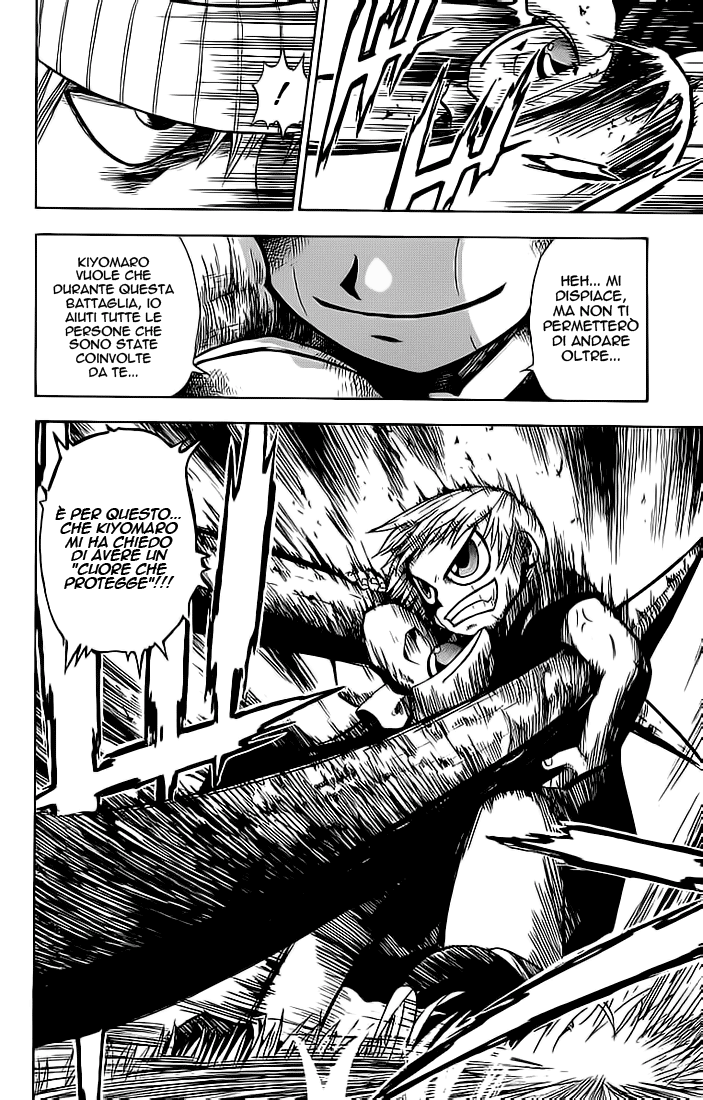 !
HEH... MI
DISPIACE,
MA NON TI
PERMETTERÒ
DI ANDARE
OLTRE...
KIYOMARO
VUOLE CHE
DURANTE QUESTA
BATTAGLIA, IO
AIUTI TUTTE LE
PERSONE CHE
SONO STATE
COINVOLTE
DA TE...
È PER QUESTO...
CHE KIYOMARO
MI HA CHIEDO
DI AVERE UN
"CUORE CHE
PROTEGGE"!!!